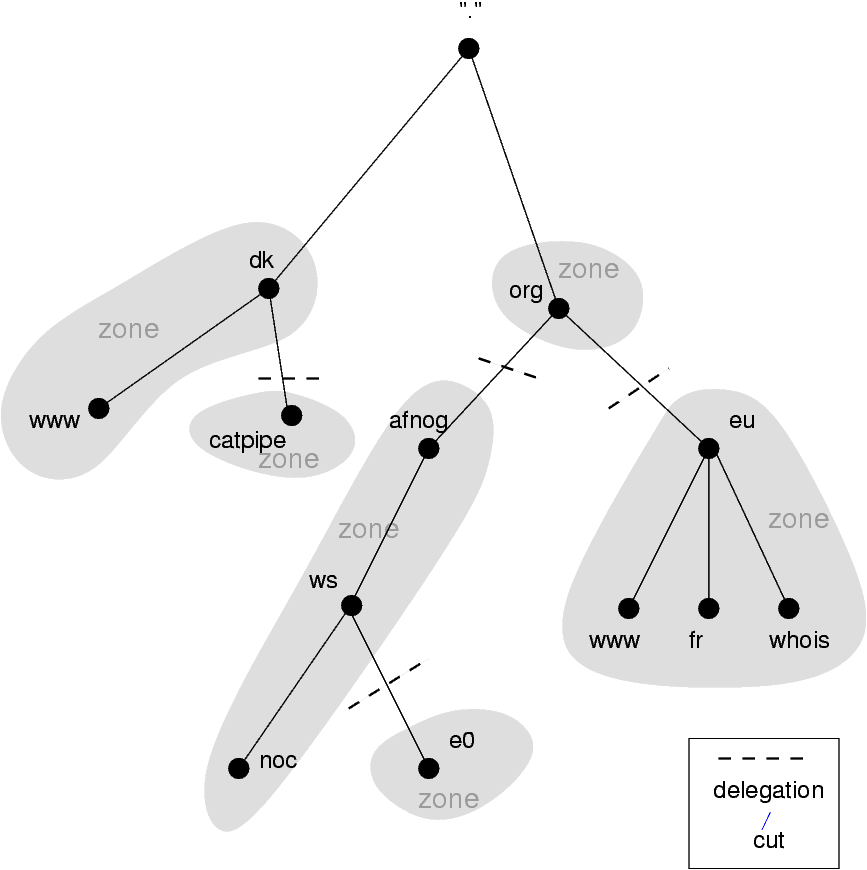 "."
dk
zone
org
zone
www
catpipe
zone
afnog
eu
zone
zone
ws
www
fr
whois
noc
e0
zone
delegation
/
cut